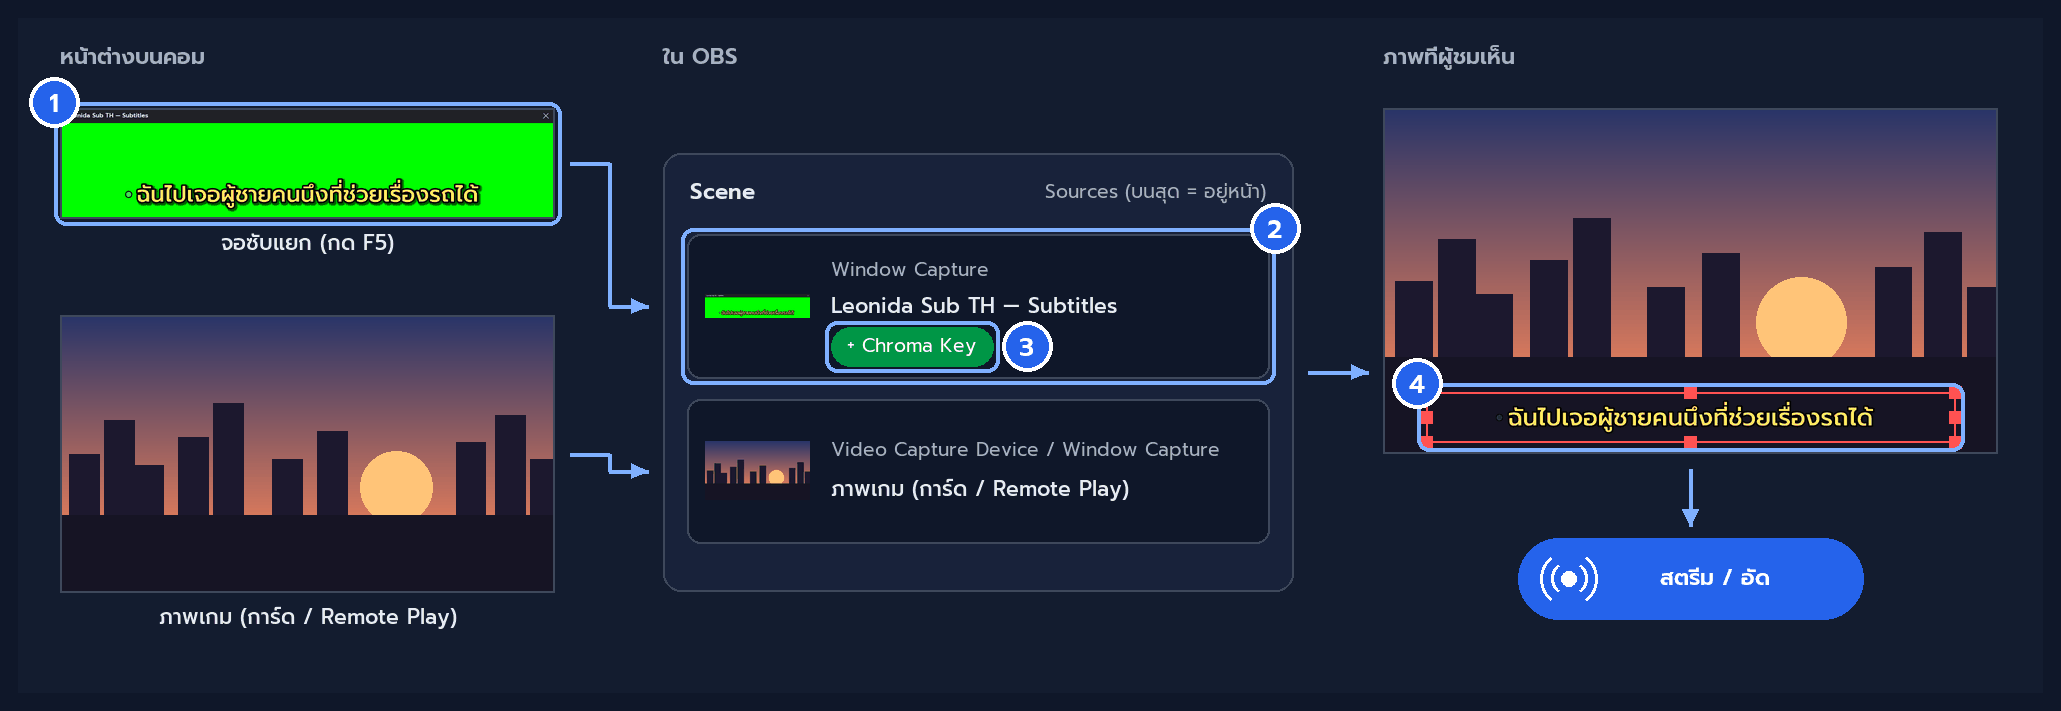 หน้าต่างบนคอม
1
nida Sub TH — Subtitles
ฉันไปเจอผู้ชายคนนึงที่ช่วยเรื่องรถได้
จอซับแยก (กด F5)
ภาพเกม (การ์ด / Remote Play)
ใน OBS
Scene
Sources (บนสุด = อยู่หน้า)
2
Window Capture
Leonida Sub TH — Subtitles
+ Chroma Key
3
Video Capture Device / Window Capture
ภาพเกม (การ์ด / Remote Play)
ภาพที่ผู้ชมเห็น
4
ฉันไปเจอผู้ชายคนนึงที่ช่วยเรื่องรถได้
สตรีม / อัด